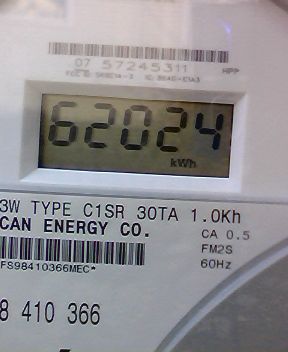 07 57245311 HPP
62024
kWh
3W TYPE C1SR 30TA 1.0Kh
CAN ENERGY CO.
CA 0.5
FM2S
60Hz
FS98410366MEC*
8 410 366